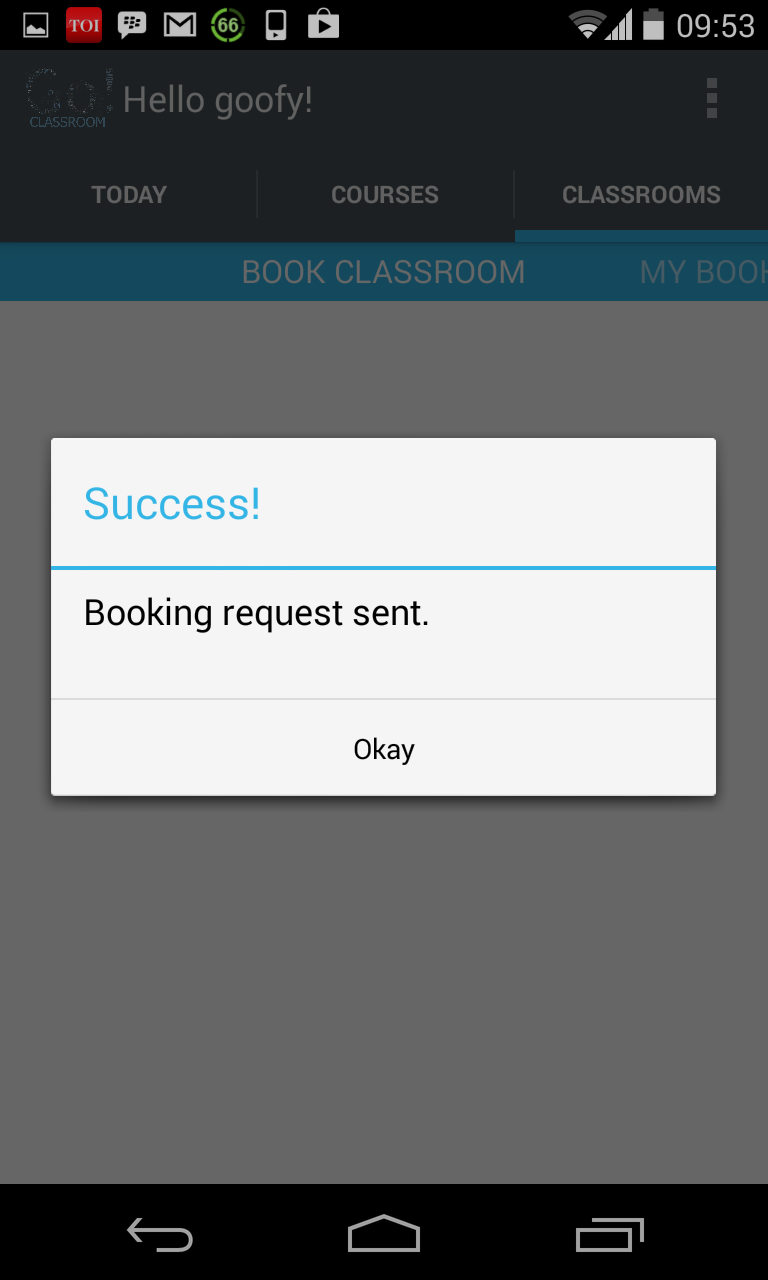 TOI
66
09:53
Go!
CLASSROOM
Hello goofy!
TODAY
COURSES
CLASSROOMS
BOOK CLASSROOM
MY BOOK
Success!
Booking request sent.
Okay